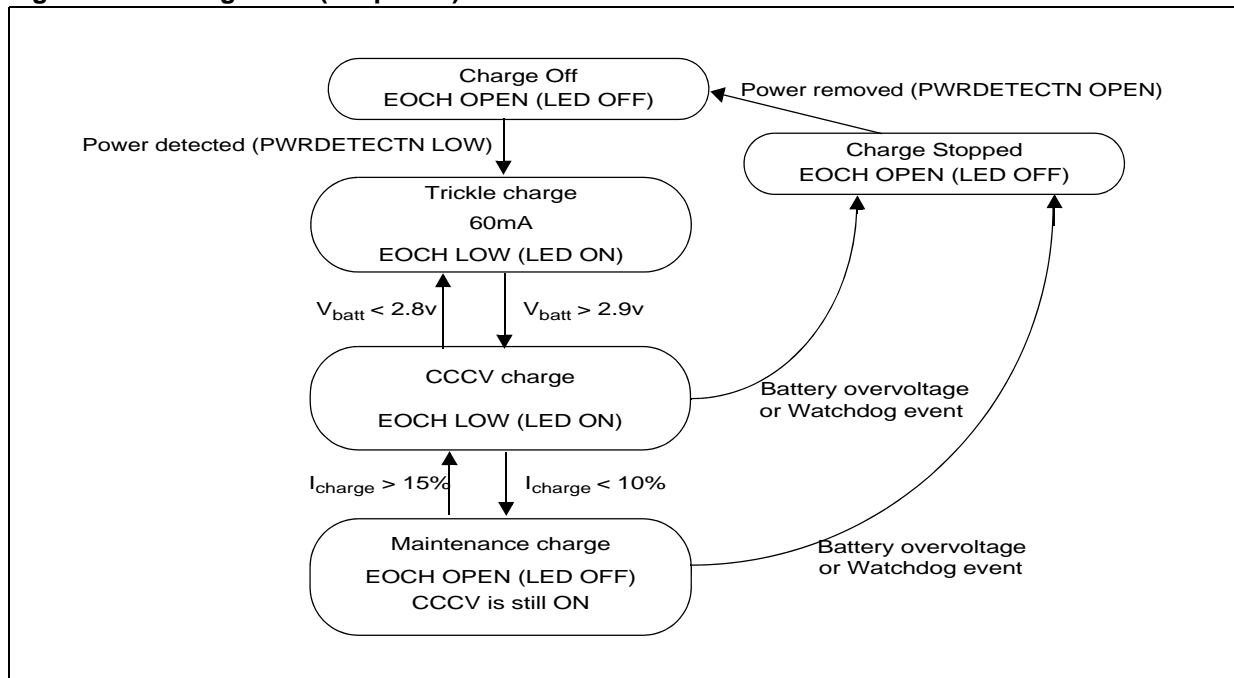 Charge Off
EOCH OPEN (LED OFF)
Power removed (PWRDETECTN OPEN)
Power detected (PWRDETECTN LOW)
Charge Stopped
EOCH OPEN (LED OFF)
Trickle charge
60mA
EOCH LOW (LED ON)
Vbatt < 2.8v
Vbatt > 2.9v
CCCV charge
EOCH LOW (LED ON)
Battery overvoltage
or Watchdog event
Icharge > 15%
Icharge < 10%
Maintenance charge
EOCH OPEN (LED OFF)
CCCV is still ON
Battery overvoltage
or Watchdog event